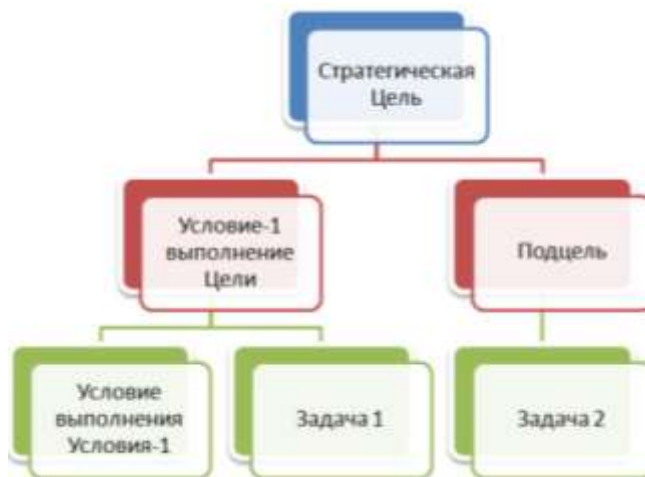 Стратегическая
Цель
Условие-1
выполнение
Цели
Подцель
Условие
выполнения
Условия-1
Задача 1
Задача 2